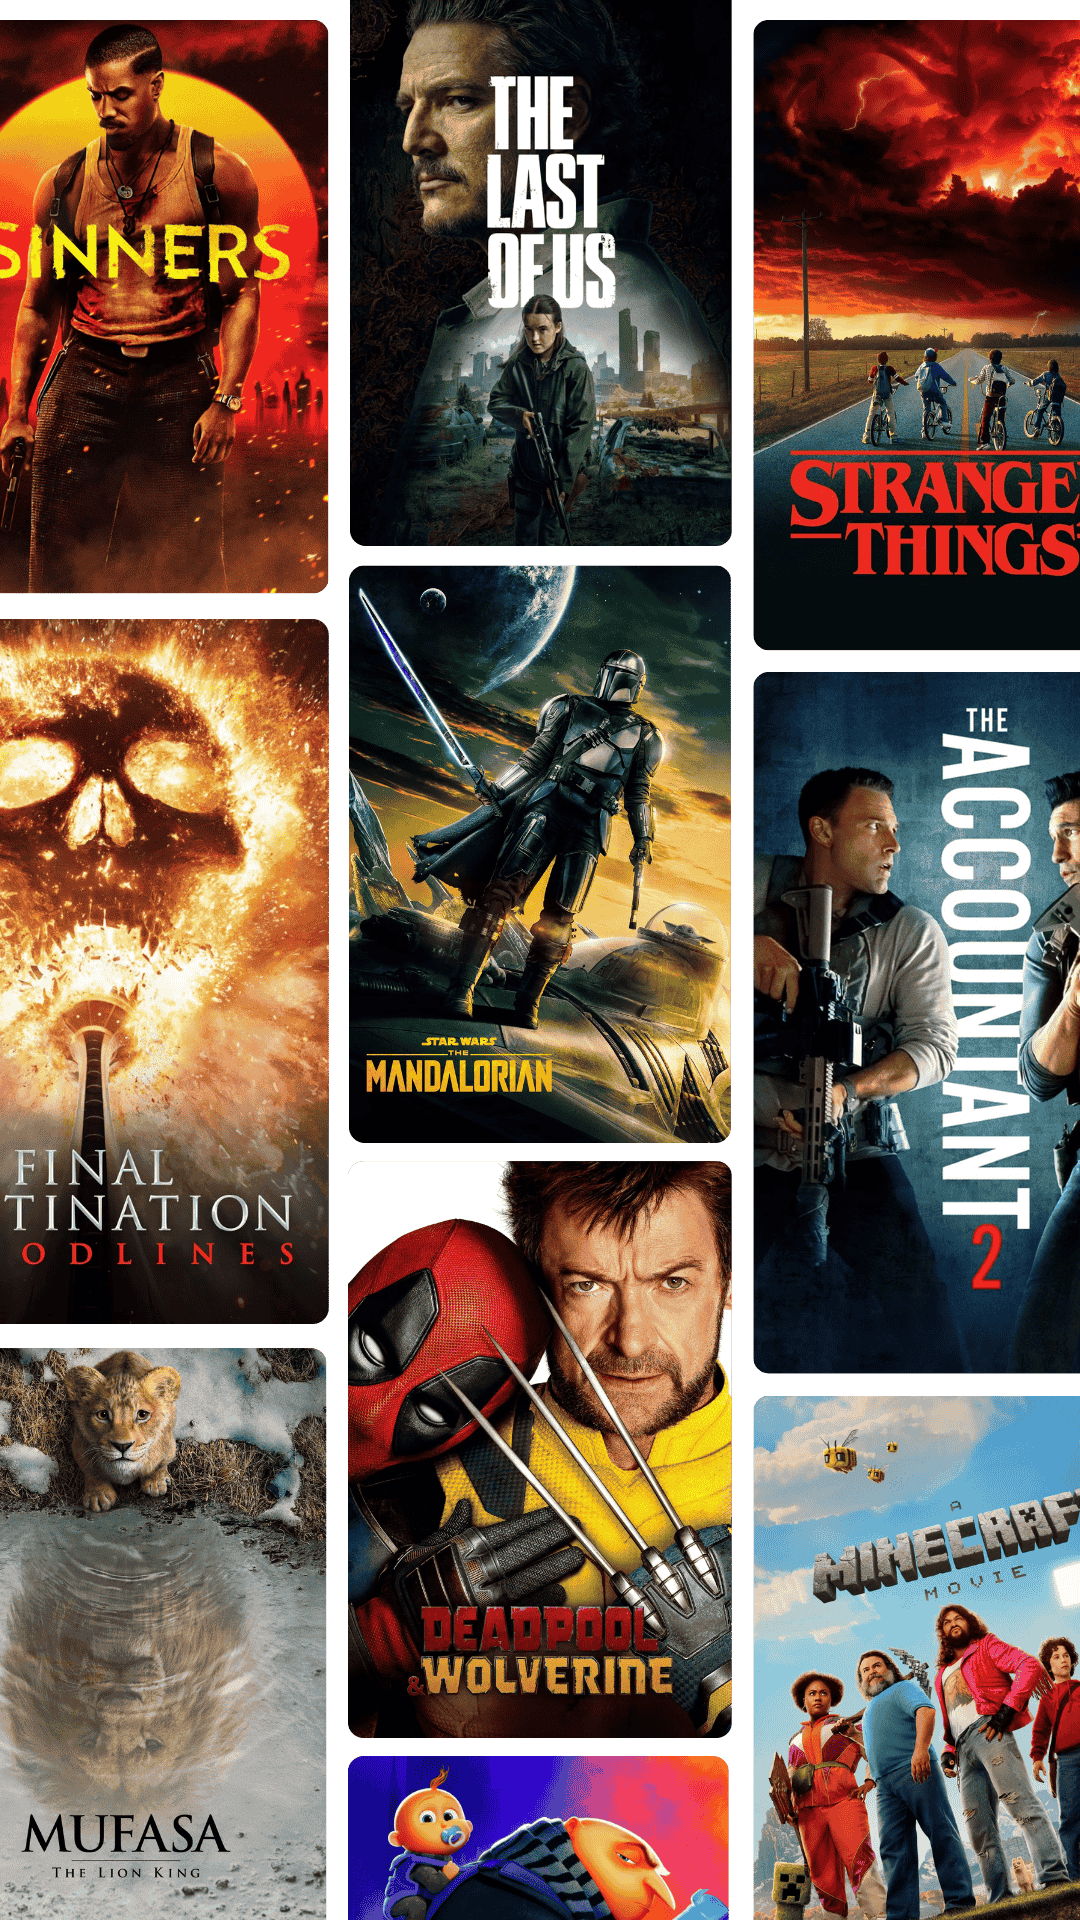 SINNERS
THE
LAST
OF US
STRANGE
THINGS
FINAL
TINATION
ODLINES
STAR WARS
THE
MANDALORIAN
THE
ACCOUNTANT
2
DEADPOOL
&WOLVERINE
MUFASA
THE LION KING
A
MINECRAF
MOVIE